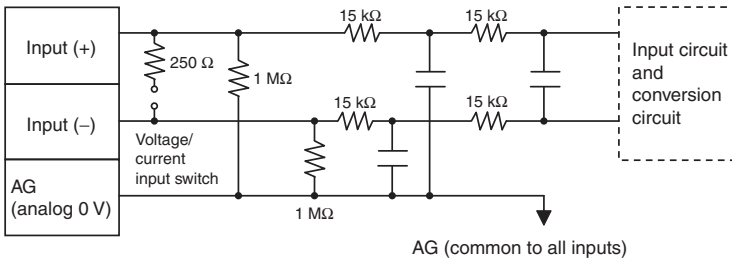 15 kΩ
15 kΩ
Input (+)
250 Ω
1 MΩ
Input circuit
and
conversion
circuit
15 kΩ
15 kΩ
Input (−)
Voltage/
current
input switch
AG
(analog 0 V)
1 MΩ
AG (common to all inputs)